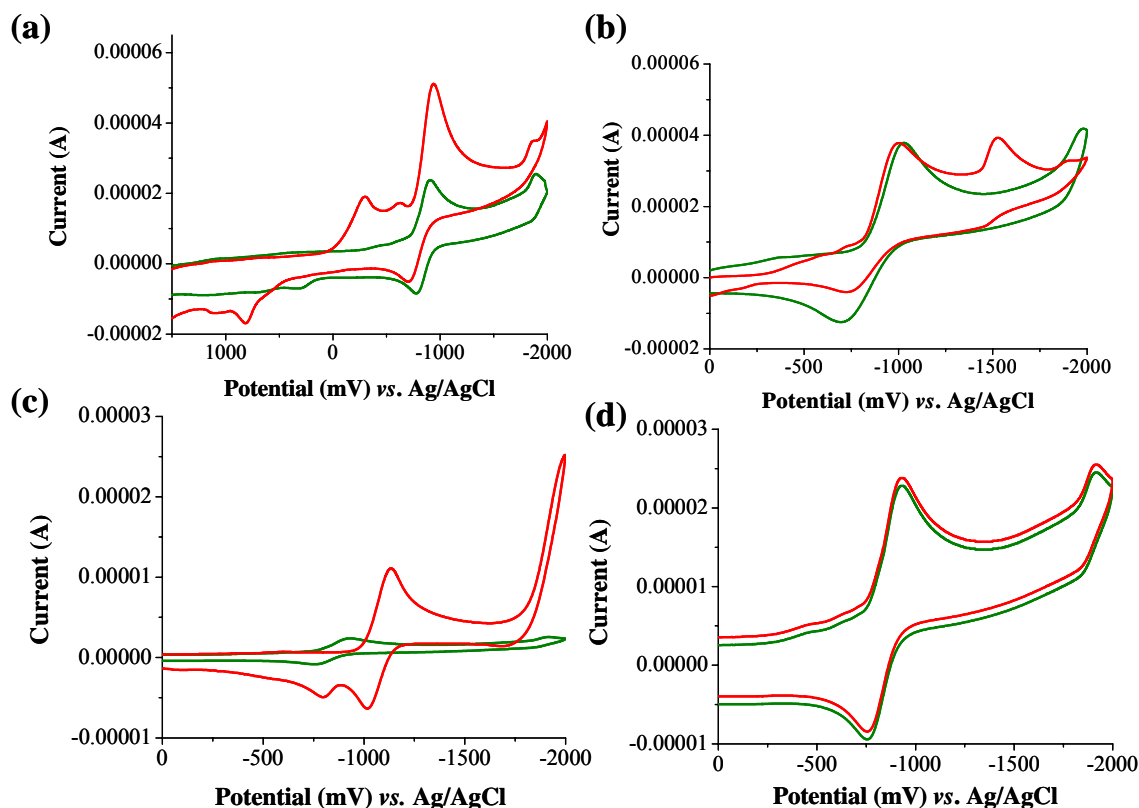 (a)
0.00006
0.00004
0.00002
0.00000
-0.00002
Current (A)
1000 0 -1000 -2000
Potential (mV) vs. Ag/AgCl
(b)
0.00006
0.00004
0.00002
0.00000
-0.00002
Current (A)
0 -500 -1000 -1500 -2000
Potential (mV) vs. Ag/AgCl
(c)
0.00003
0.00002
0.00001
0.00000
-0.00001
Current (A)
0 -500 -1000 -1500 -2000
Potential (mV) vs. Ag/AgCl
(d)
0.00003
0.00002
0.00001
0.00000
-0.00001
Current (A)
0 -500 -1000 -1500 -2000
Potential (mV) vs. Ag/AgCl